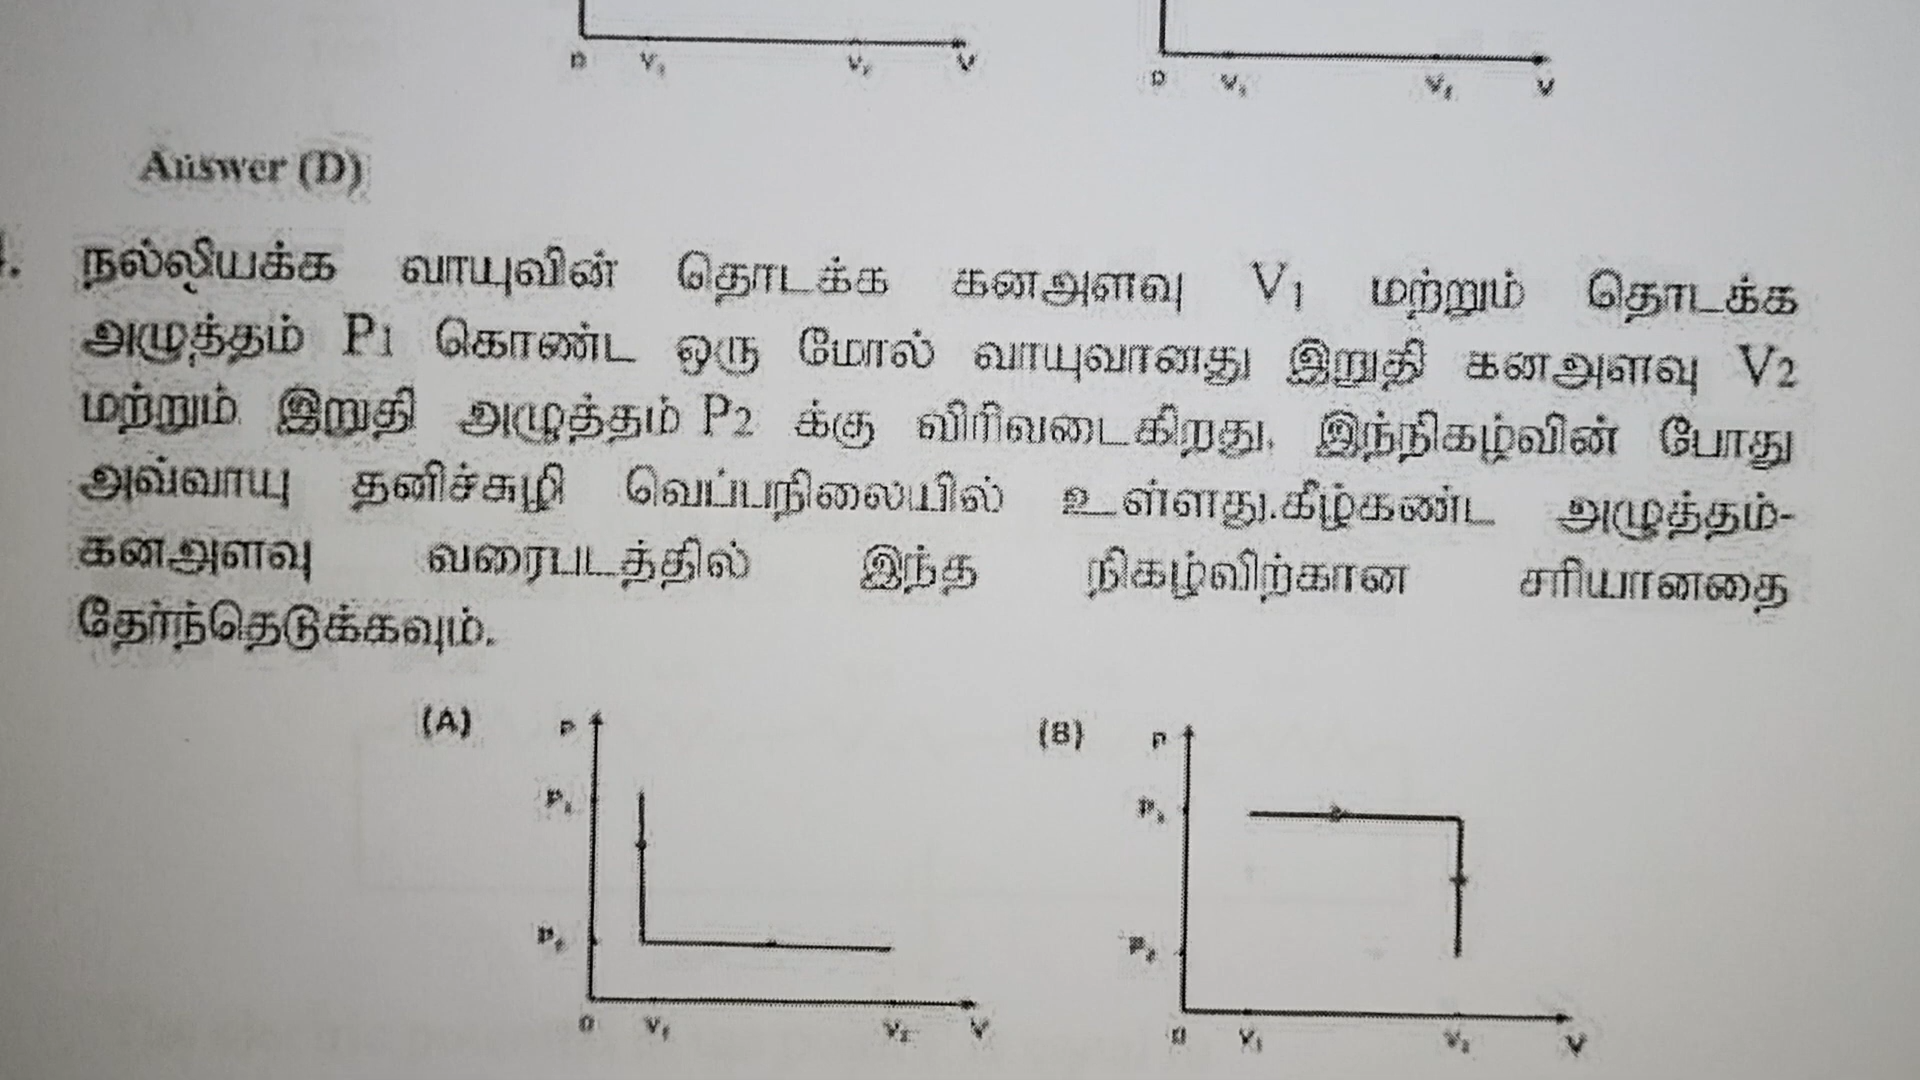 0 V₁ V₂ V
0 V₁ V₂ V
Answer (D)
நல்லியக்க வாயுவின் தொடக்க கனஅளவு V1 மற்றும் தொடக்க
அழுத்தம் P1 கொண்ட ஒரு மோல் வாயுவானது இறுதி கனஅளவு V2
மற்றும் இறுதி அழுத்தம் P2 க்கு விரிவடைகிறது. இந்நிகழ்வின் போது
அவ்வாயு தனிச்சுழி வெப்பநிலையில் உள்ளது.கீழ்கண்ட அழுத்தம்-
கனஅளவு வரைபடத்தில் இந்த நிகழ்விற்கான சரியானதை
தேர்ந்தெடுக்கவும்.
(A)
P
P₁
P₂
0 V₁ V₂ V
(B)
P
P₁
P₂
0 V₁ V₂ V